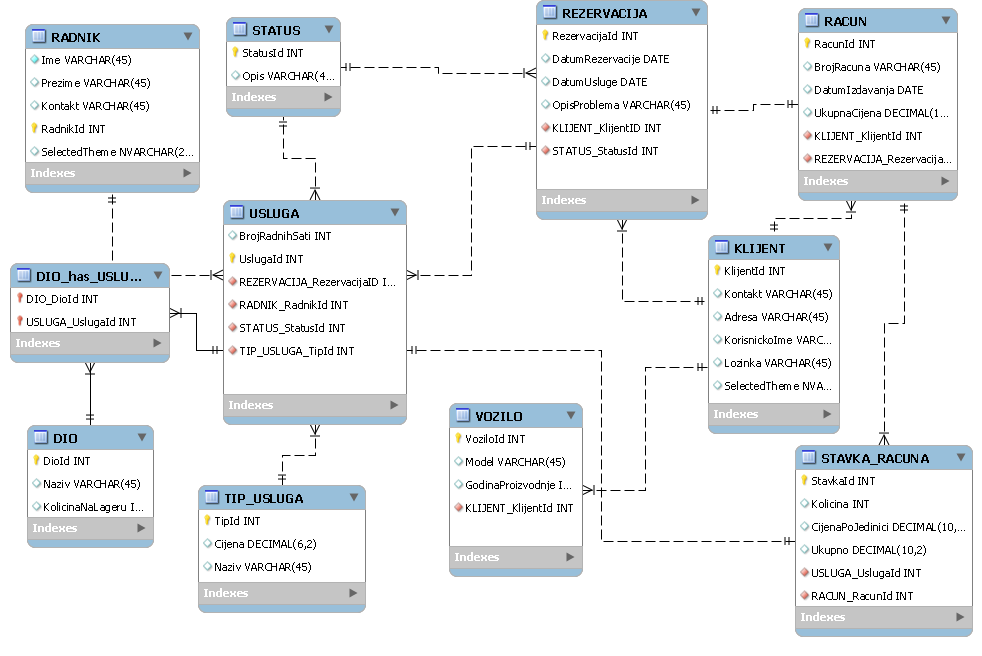 RADNIK
Ime VARCHAR(45)
Prezime VARCHAR(45)
Kontakt VARCHAR(45)
RadnikId INT
SelectedTheme NVARCHAR(2...
Indexes
STATUS
StatusId INT
Opis VARCHAR(4...
Indexes
REZERVACIJA
RezervacijaId INT
DatumRezervacije DATE
DatumUsluge DATE
OpisProblema VARCHAR(45)
KLIJENT_KlijentID INT
STATUS_StatusId INT
Indexes
RACUN
RacunId INT
BrojRacuna VARCHAR(45)
DatumIzdavanja DATE
UkupnaCijena DECIMAL(1...
KLIJENT_KlijentId INT
REZERVACIJA_Rezervacija...
Indexes
USLUGA
BrojRadnihSati INT
UslugaId INT
REZERVACIJA_RezervacijaID I...
RADNIK_RadnikId INT
STATUS_StatusId INT
TIP_USLUGA_TipId INT
Indexes
DIO_has_USLU...
DIO_DioId INT
USLUGA_UslugaId INT
Indexes
KLIJENT
KlijentId INT
Kontakt VARCHAR(45)
Adresa VARCHAR(45)
KorisnickoIme VARC...
Lozinka VARCHAR(45)
SelectedTheme NVA...
Indexes
DIO
DioId INT
Naziv VARCHAR(45)
KolicinaNaLageru I...
Indexes
TIP_USLUGA
TipId INT
Cijena DECIMAL(6,2)
Naziv VARCHAR(45)
Indexes
VOZILO
VoziloId INT
Model VARCHAR(45)
GodinaProizvodnje I...
KLIJENT_KlijentId INT
Indexes
STAVKA_RACUNA
StavkaId INT
Kolicina INT
CijenaPoJedinici DECIMAL(10,...
Ukupno DECIMAL(10,2)
USLUGA_UslugaId INT
RACUN_RacunId INT
Indexes